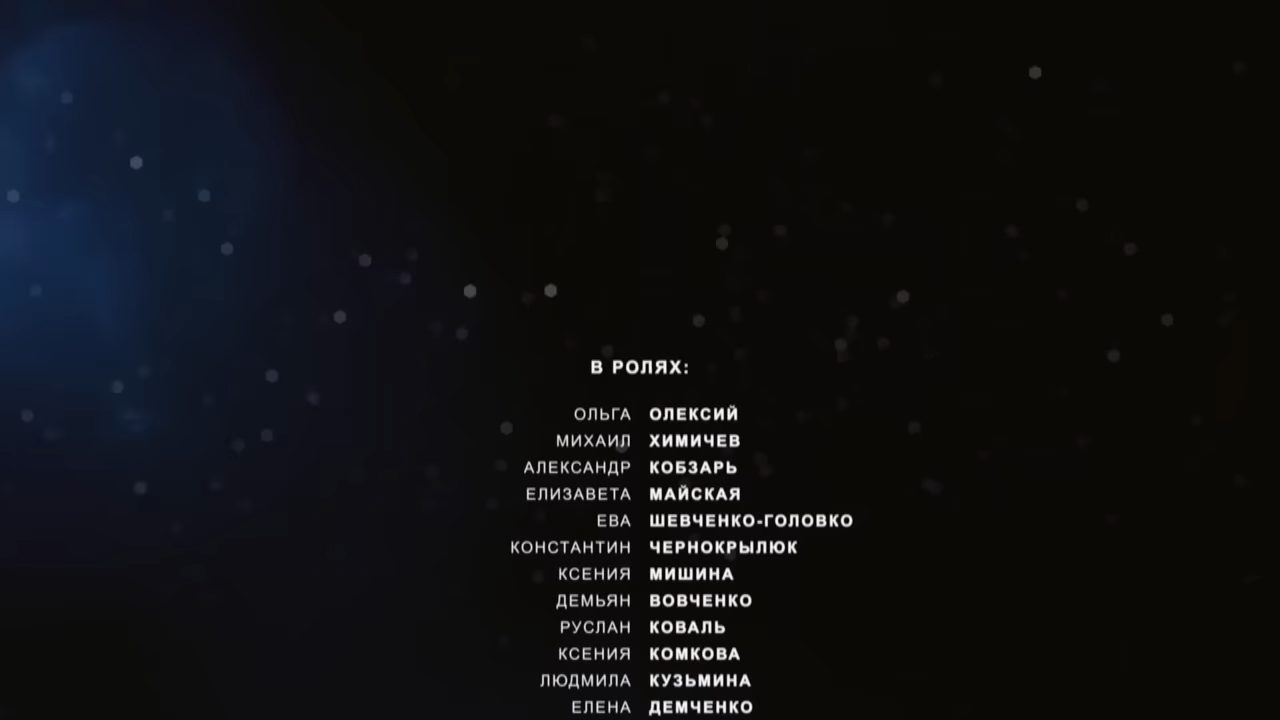 В РОЛЯХ:
ОЛЬГА ОЛЕКСИЙ
МИХАИЛ ХИМИЧЕВ
АЛЕКСАНДР КОБЗАРЬ
ЕЛИЗАВЕТА МАЙСКАЯ
ЕВА ШЕВЧЕНКО-ГОЛОВКО
КОНСТАНТИН ЧЕРНОКРЫЛЮК
КСЕНИЯ МИШИНА
ДЕМЬЯН ВОВЧЕНКО
РУСЛАН КОВАЛЬ
КСЕНИЯ КОМКОВА
ЛЮДМИЛА КУЗЬМИНА
ЕЛЕНА ДЕМЧЕНКО